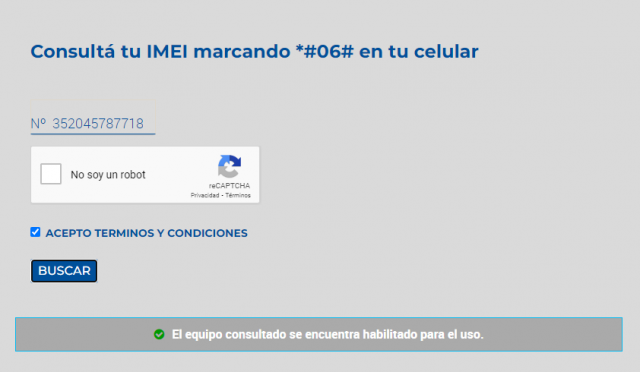 Consultá tu IMEI marcando *#06# en tu celular
Nº 352045787718
No soy un robot
reCAPTCHA
Privacidad - Términos
ACEPTO TERMINOS Y CONDICIONES
BUSCAR
El equipo consultado se encuentra habilitado para el uso.